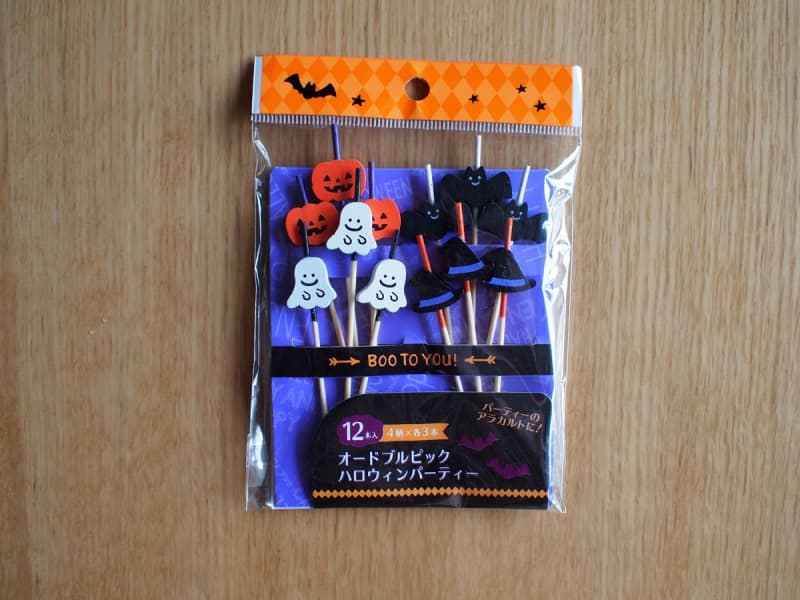 BOO TO YOU!
パーティーの
アラカルトに!
12本入 4柄×各3本
オードブルピック
ハロウィンパーティー